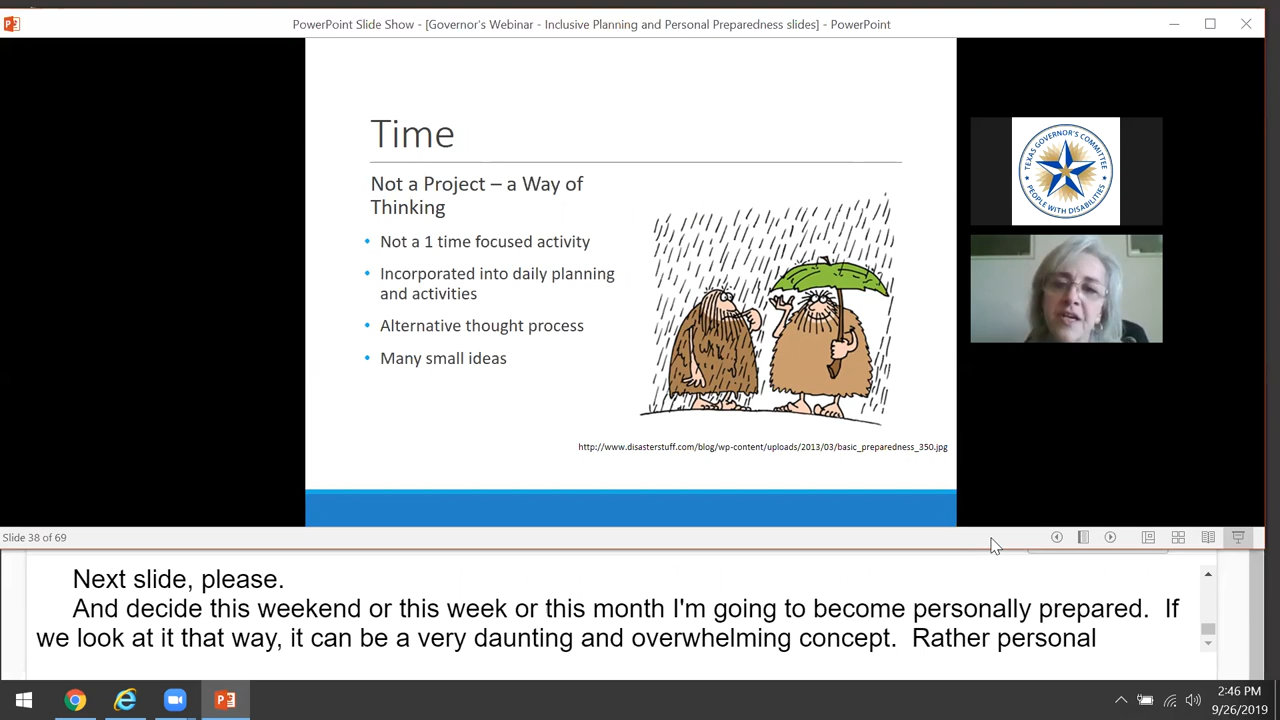 PowerPoint Slide Show - [Governor's Webinar - Inclusive Planning and Personal Preparedness slides] - PowerPoint
Time
Not a Project – a Way of
Thinking
• Not a 1 time focused activity
• Incorporated into daily planning
and activities
• Alternative thought process
• Many small ideas
http://www.disasterstuff.com/blog/wp-content/uploads/2013/03/basic_preparedness_350.jpg
TEXAS GOVERNOR'S COMMITTEE
PEOPLE WITH DISABILITIES
Slide 38 of 69
Next slide, please.
And decide this weekend or this week or this month I'm going to become personally prepared.  If
we look at it that way, it can be a very daunting and overwhelming concept.  Rather personal
2:46 PM
9/26/2019